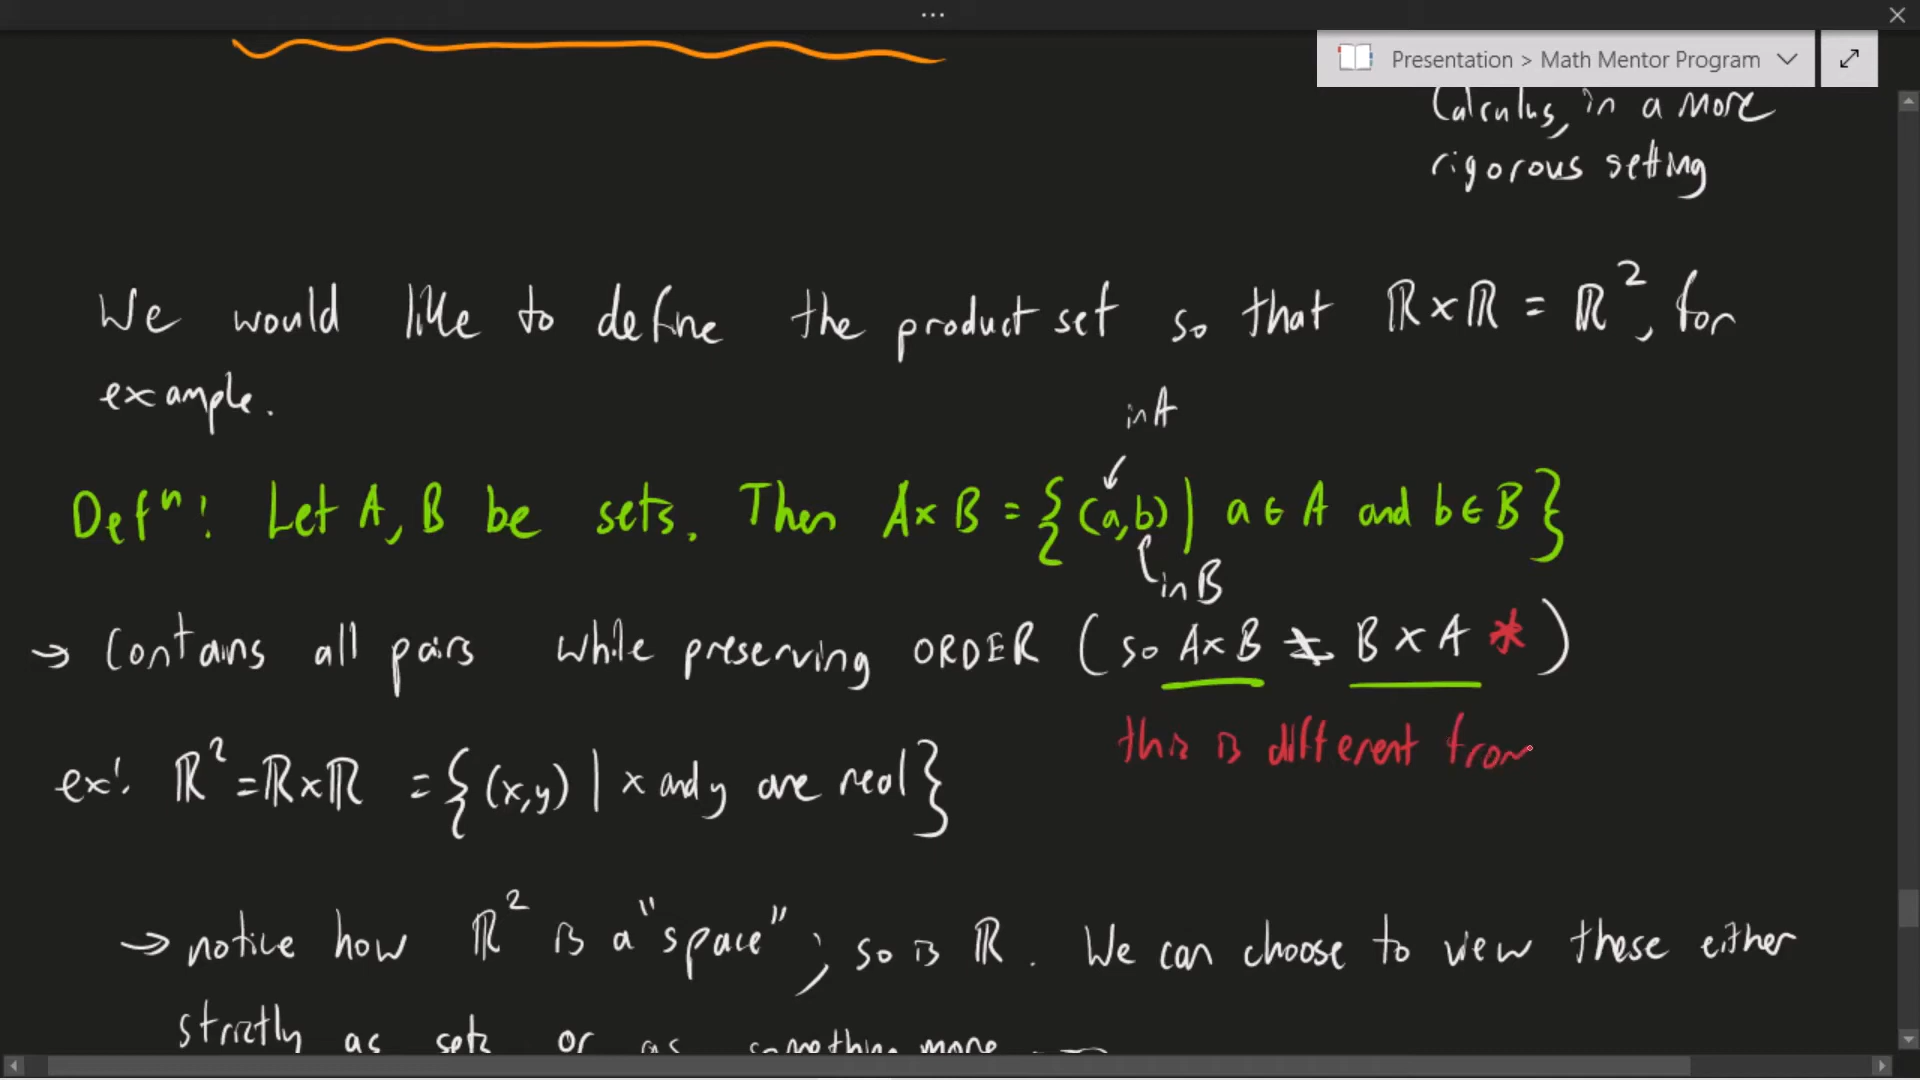 ...
Presentation > Math Mentor Program
Calculus, in a more
rigorous setting
We would like to define the product set so that ℝ×ℝ = ℝ², for
example.
in A
Defⁿ: Let A, B be sets. Then A×B = {(a,b) | a ∈ A and b ∈ B}
in B
→ Contains all pairs while preserving ORDER (so A×B ≠ B×A *)
this is different from
ex: ℝ² = ℝ×ℝ = {(x,y) | x and y are real}
→ notice how ℝ² is a "space"; so is ℝ. We can choose to view these either
strictly as sets or as something more